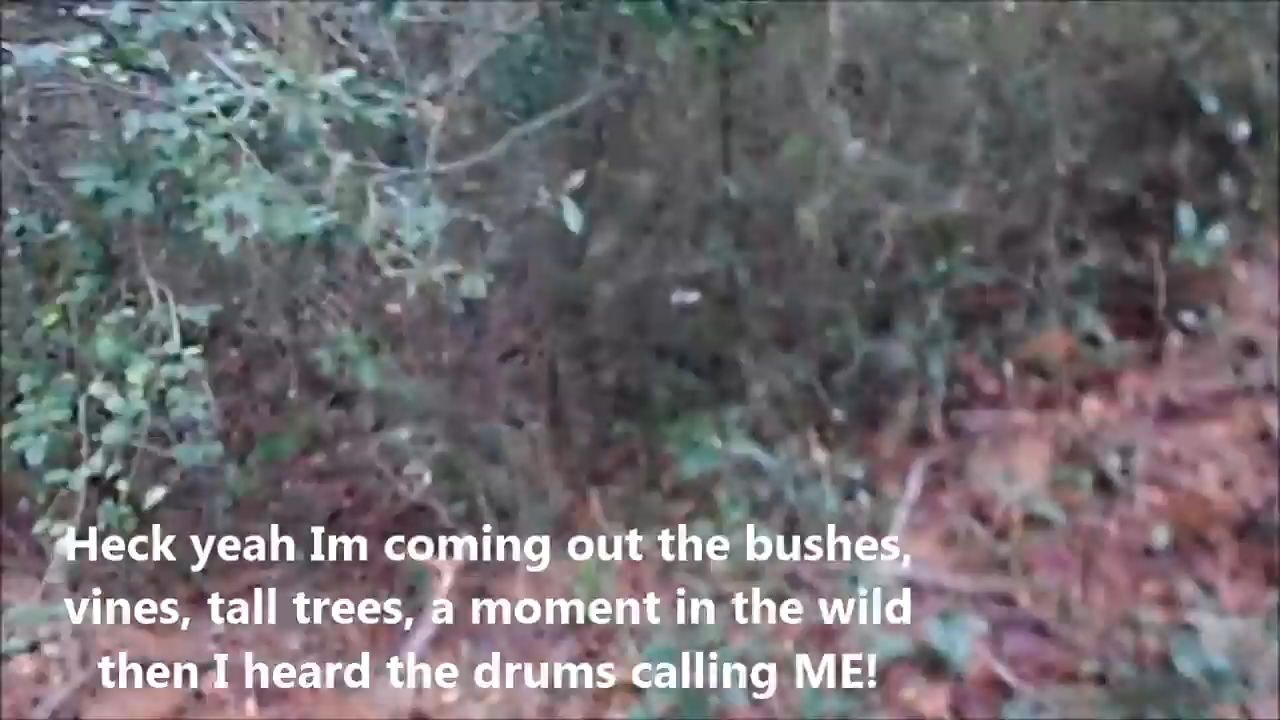 Heck yeah Im coming out the bushes,
vines, tall trees, a moment in the wild
then I heard the drums calling ME!